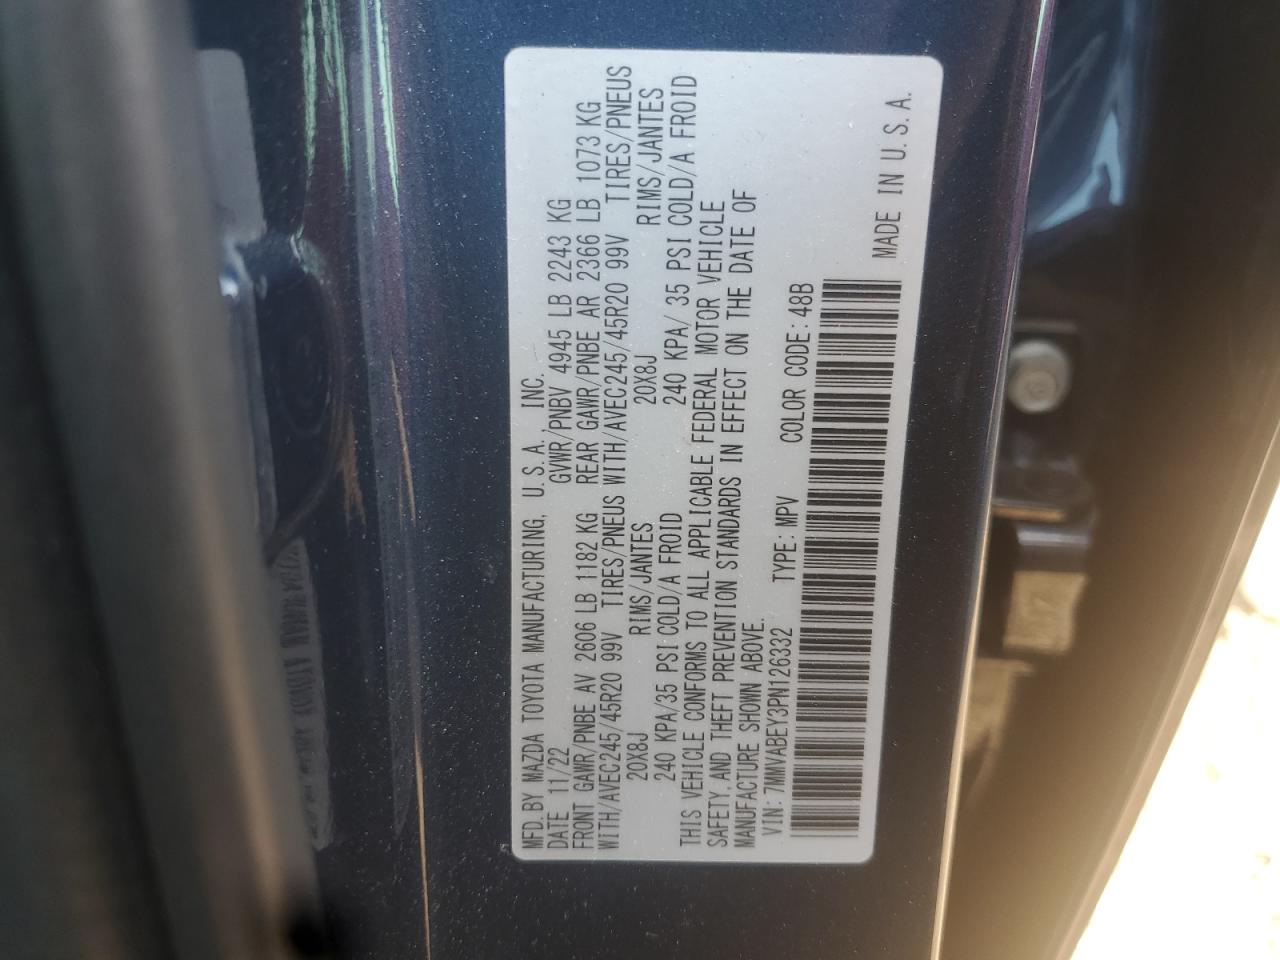 MFD. BY MAZDA TOYOTA MANUFACTURING, U.S.A., INC.
DATE 11/22 GVWR/PNBV 4945 LB 2243 KG
FRONT GAWR/PNBE AV 2606 LB 1182 KG REAR GAWR/PNBE AR 2366 LB 1073 KG
WITH/AVEC245/45R20 99V TIRES/PNEUS WITH/AVEC245/45R20 99V TIRES/PNEUS
20X8J RIMS/JANTES 20X8J RIMS/JANTES
240 KPA/35 PSI COLD/A FROID 240 KPA/ 35 PSI COLD/A FROID
THIS VEHICLE CONFORMS TO ALL APPLICABLE FEDERAL MOTOR VEHICLE
SAFETY, AND THEFT PREVENTION STANDARDS IN EFFECT ON THE DATE OF
MANUFACTURE SHOWN ABOVE.
VIN: 7MMVABEY3PN126332 TYPE: MPV COLOR CODE: 48B
MADE IN U.S.A.